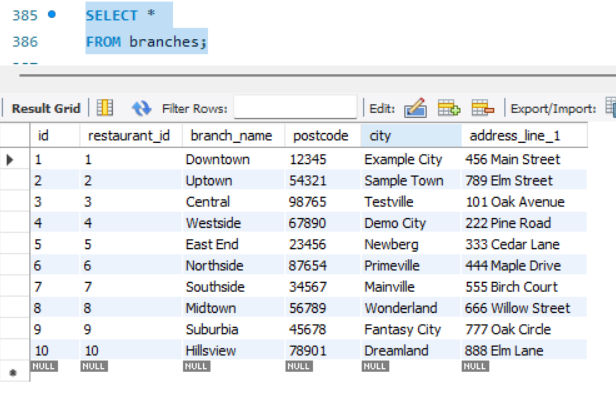 385 SELECT *
386 FROM branches;
Result Grid Filter Rows: Edit: Export/Import:
id restaurant_id branch_name postcode city address_line_1
1 1 Downtown 12345 Example City 456 Main Street
2 2 Uptown 54321 Sample Town 789 Elm Street
3 3 Central 98765 Testville 101 Oak Avenue
4 4 Westside 67890 Demo City 222 Pine Road
5 5 East End 23456 Newberg 333 Cedar Lane
6 6 Northside 87654 Primeville 444 Maple Drive
7 7 Southside 34567 Mainville 555 Birch Court
8 8 Midtown 56789 Wonderland 666 Willow Street
9 9 Suburbia 45678 Fantasy City 777 Oak Circle
10 10 Hillsview 78901 Dreamland 888 Elm Lane
NULL NULL NULL NULL NULL NULL